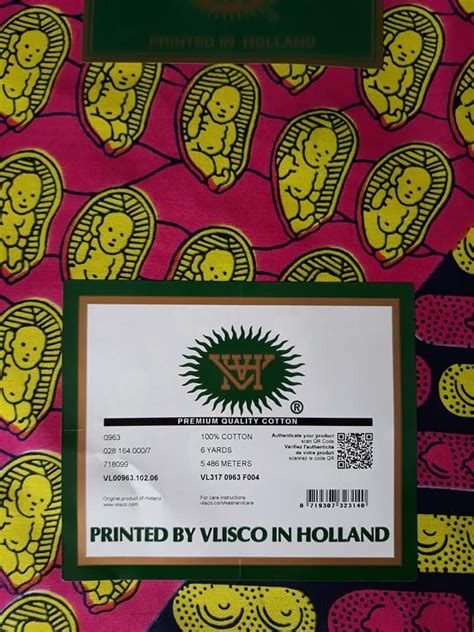 PRINTED IN HOLLAND
VH
®
PREMIUM QUALITY COTTON
0963
028 164 000/7
718099
VL00963.102.06
100% COTTON
6 YARDS
5.486 METERS
VL317 0963 F004
Authenticate your product
scan QR Code
Vérifiez l'authenticité
de votre produit
scannez le code QR
Original product of Holland
www.vlisco.com
For care instructions:
vlisco.com/washandcare
8 719307 323148
PRINTED BY VLISCO IN HOLLAND